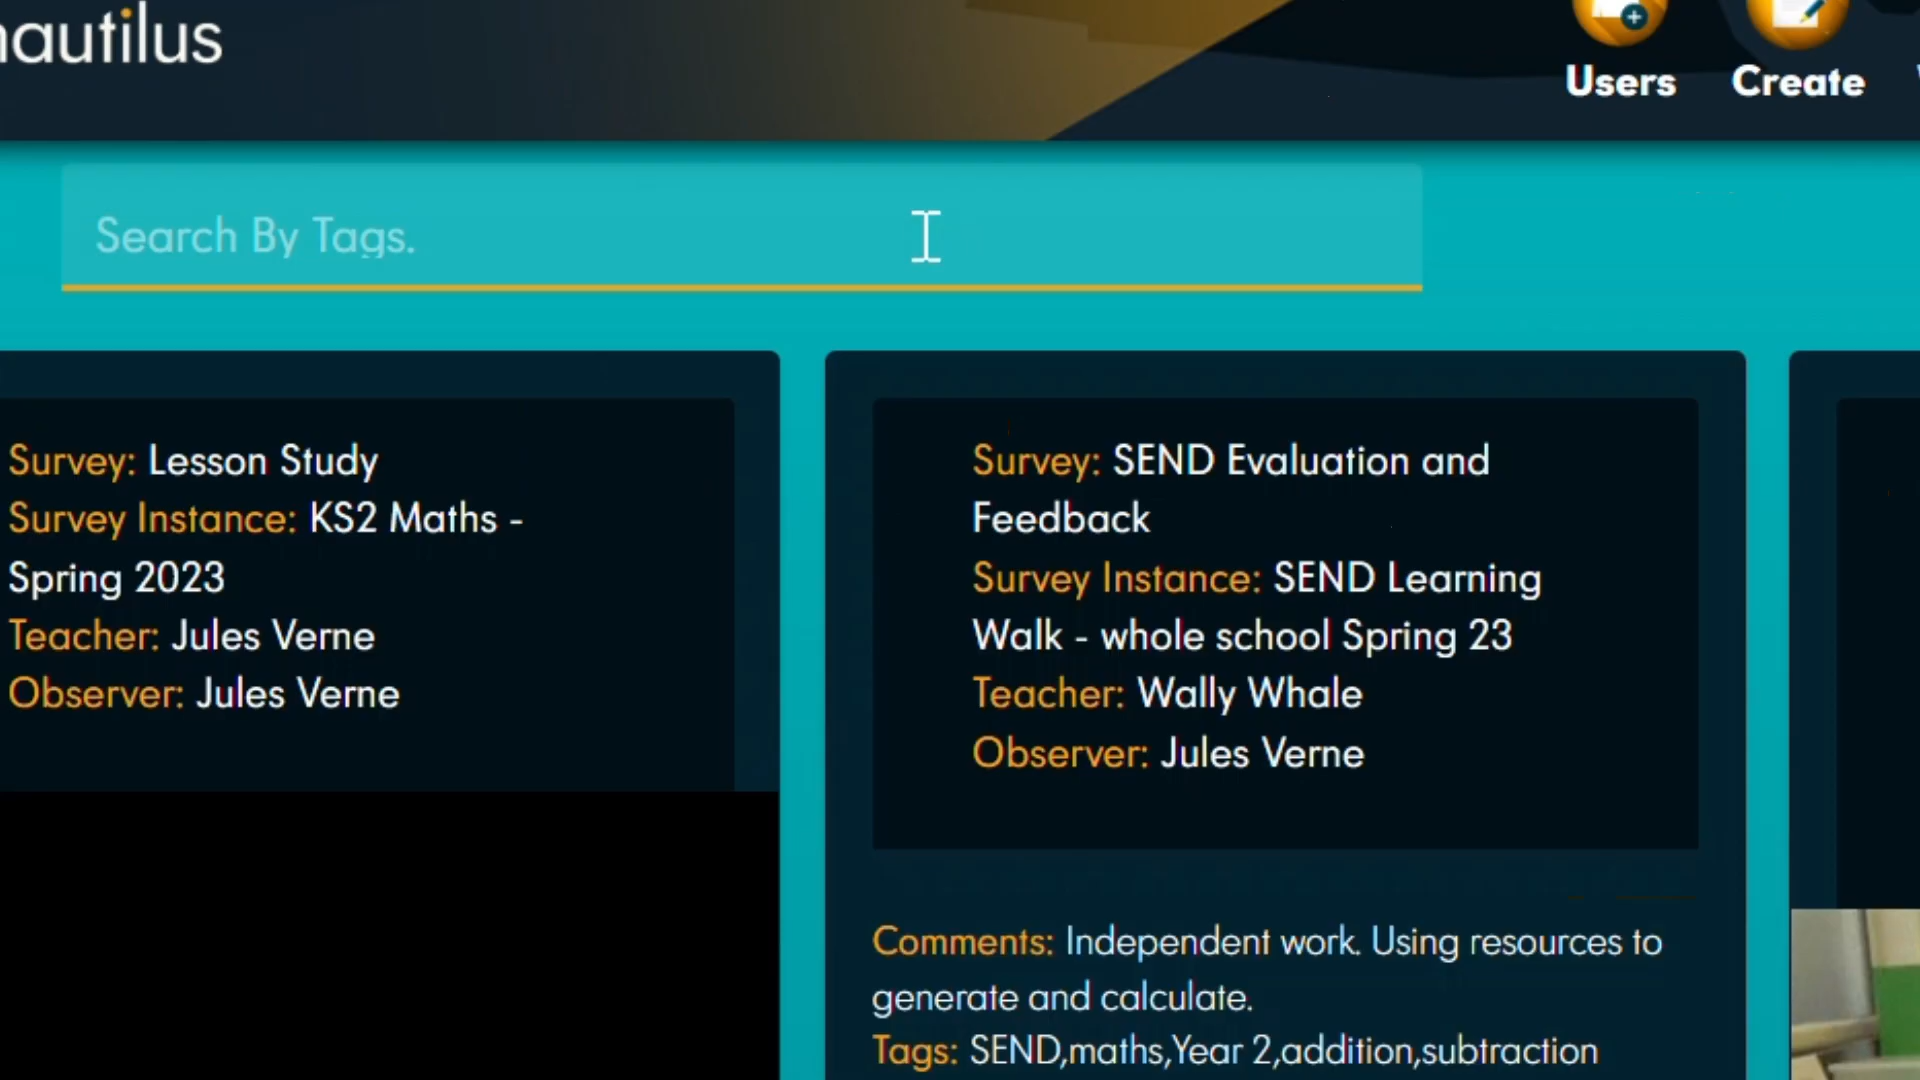 nautilus
Users
Create
Search By Tags.
Survey: Lesson Study
Survey Instance: KS2 Maths -
Spring 2023
Teacher: Jules Verne
Observer: Jules Verne
Survey: SEND Evaluation and
Feedback
Survey Instance: SEND Learning
Walk - whole school Spring 23
Teacher: Wally Whale
Observer: Jules Verne
Comments: Independent work. Using resources to
generate and calculate.
Tags: SEND,maths,Year 2,addition,subtraction